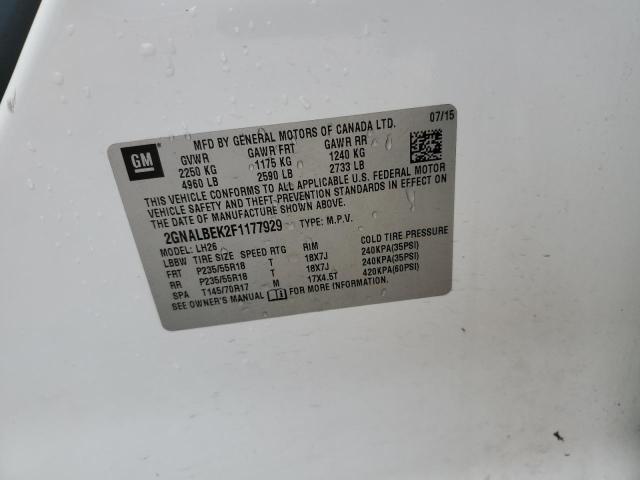 07/15
MFD BY GENERAL MOTORS OF CANADA LTD.
GM
GVWR GAWR FRT GAWR RR
2250 KG 1175 KG 1240 KG
4960 LB 2590 LB 2733 LB
THIS VEHICLE CONFORMS TO ALL APPLICABLE U.S. FEDERAL MOTOR
VEHICLE SAFETY AND THEFT-PREVENTION STANDARDS IN EFFECT ON
THE DATE OF MANUFACTURE SHOWN ABOVE.
2GNALBEK2F1177929 TYPE: M.P.V.
MODEL: LH26
LBBW TIRE SIZE SPEED RTG RIM COLD TIRE PRESSURE
FRT P235/55R18 T 18X7J 240KPA(35PSI)
RR P235/55R18 T 18X7J 240KPA(35PSI)
SPA T145/70R17 M 17X4.5T 420KPA(60PSI)
SEE OWNER'S MANUAL FOR MORE INFORMATION.